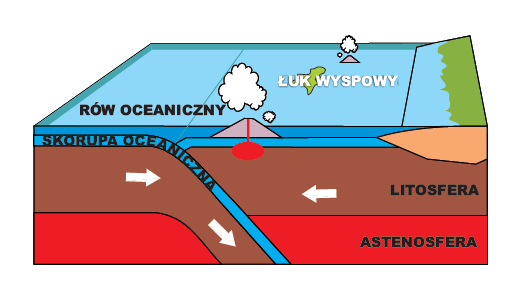 ŁUK WYSPOWY
RÓW OCEANICZNY
SKORUPA OCEANICZNA
LITOSFERA
ASTENOSFERA